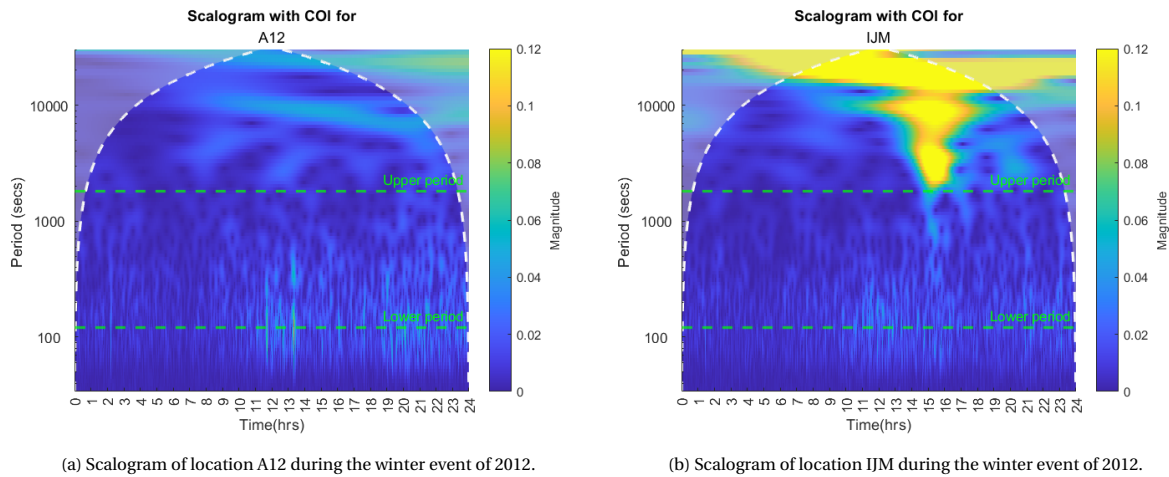 Scalogram with COI for
A12
Period (secs)
10000
1000
100
Upper period
Lower period
0 1 2 3 4 5 6 7 8 9 10 11 12 13 14 15 16 17 18 19 20 21 22 23 24
Time(hrs)
0.12
0.1
0.08
0.06
0.04
0.02
0
Magnitude
(a) Scalogram of location A12 during the winter event of 2012.
Scalogram with COI for
IJM
Period (secs)
10000
1000
100
Upper period
Lower period
0 1 2 3 4 5 6 7 8 9 10 11 12 13 14 15 16 17 18 19 20 21 22 23 24
Time(hrs)
0.12
0.1
0.08
0.06
0.04
0.02
0
Magnitude
(b) Scalogram of location IJM during the winter event of 2012.